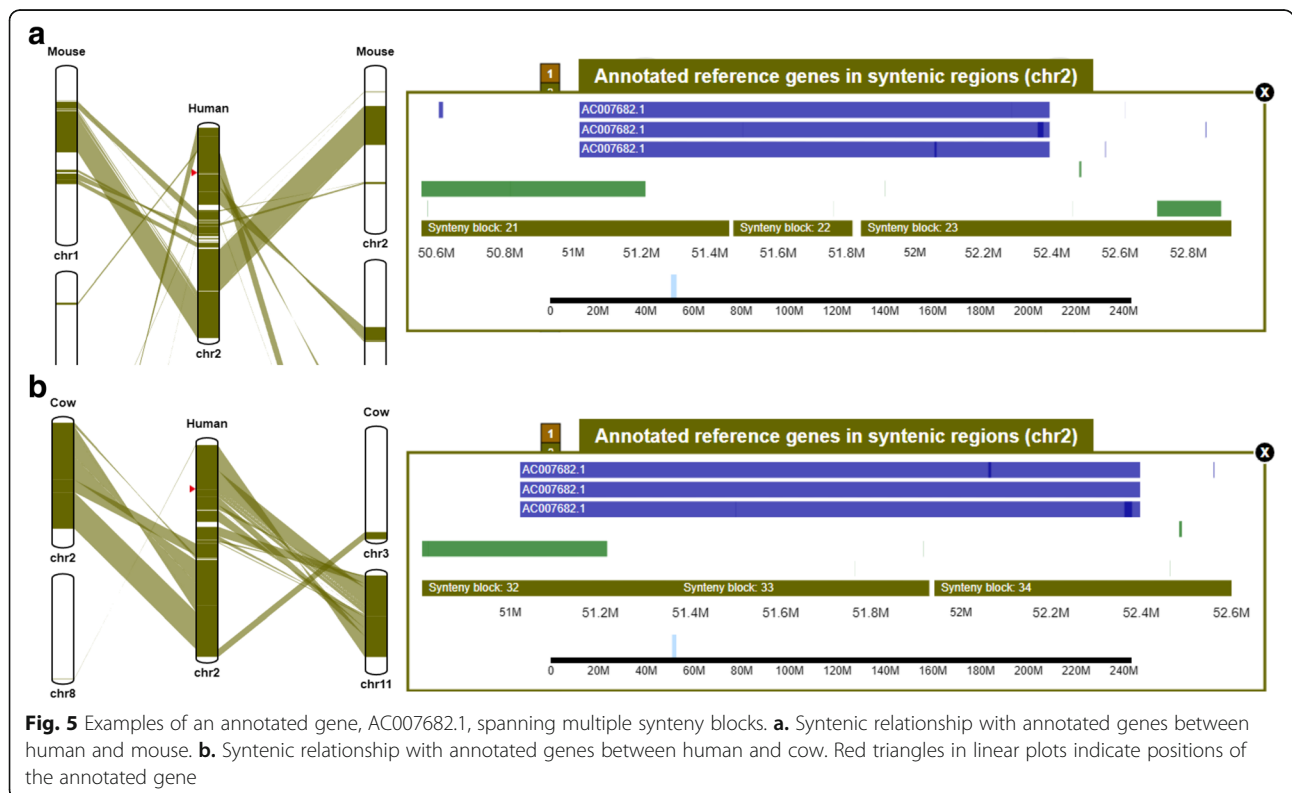 a
Mouse
Mouse
Human
chr1
chr2
chr2
1
Annotated reference genes in syntenic regions (chr2)
X
AC007682.1
AC007682.1
AC007682.1
Synteny block: 21
Synteny block: 22
Synteny block: 23
50.6M 50.8M 51M 51.2M 51.4M 51.6M 51.8M 52M 52.2M 52.4M 52.6M 52.8M
0 20M 40M 60M 80M 100M 120M 140M 160M 180M 200M 220M 240M
b
Cow
Human
Cow
chr2
chr3
chr8
chr2
chr11
1
Annotated reference genes in syntenic regions (chr2)
X
AC007682.1
AC007682.1
AC007682.1
Synteny block: 32
Synteny block: 33
Synteny block: 34
51M 51.2M 51.4M 51.6M 51.8M 52M 52.2M 52.4M 52.6M
0 20M 40M 60M 80M 100M 120M 140M 160M 180M 200M 220M 240M
Fig. 5 Examples of an annotated gene, AC007682.1, spanning multiple synteny blocks. a. Syntenic relationship with annotated genes between
human and mouse. b. Syntenic relationship with annotated genes between human and cow. Red triangles in linear plots indicate positions of
the annotated gene